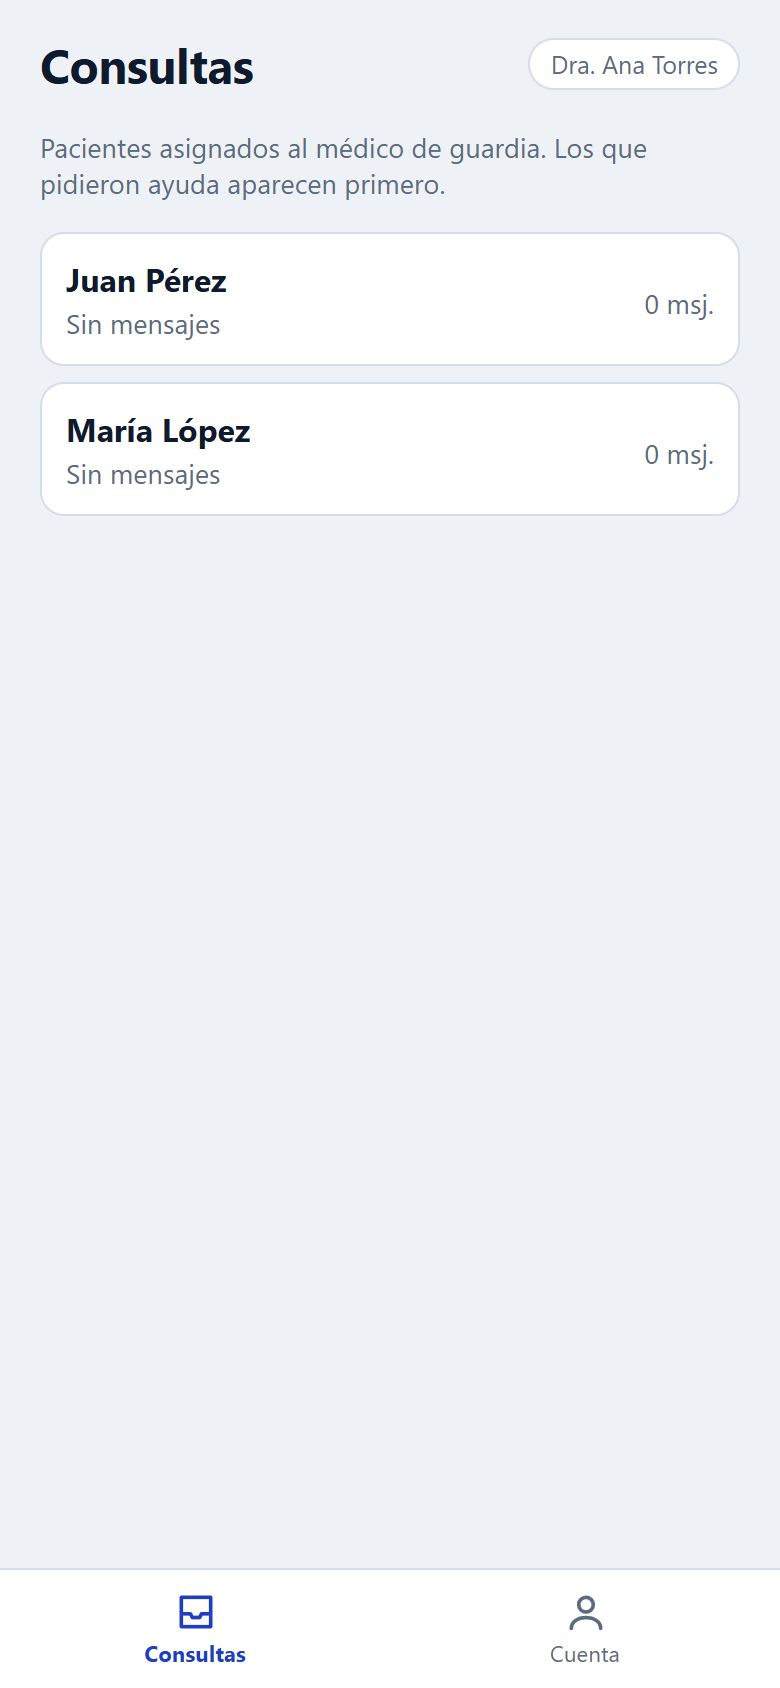 Consultas
Dra. Ana Torres
Pacientes asignados al médico de guardia. Los que
pidieron ayuda aparecen primero.
Juan Pérez
Sin mensajes
0 msj.
María López
Sin mensajes
0 msj.
Consultas
Cuenta